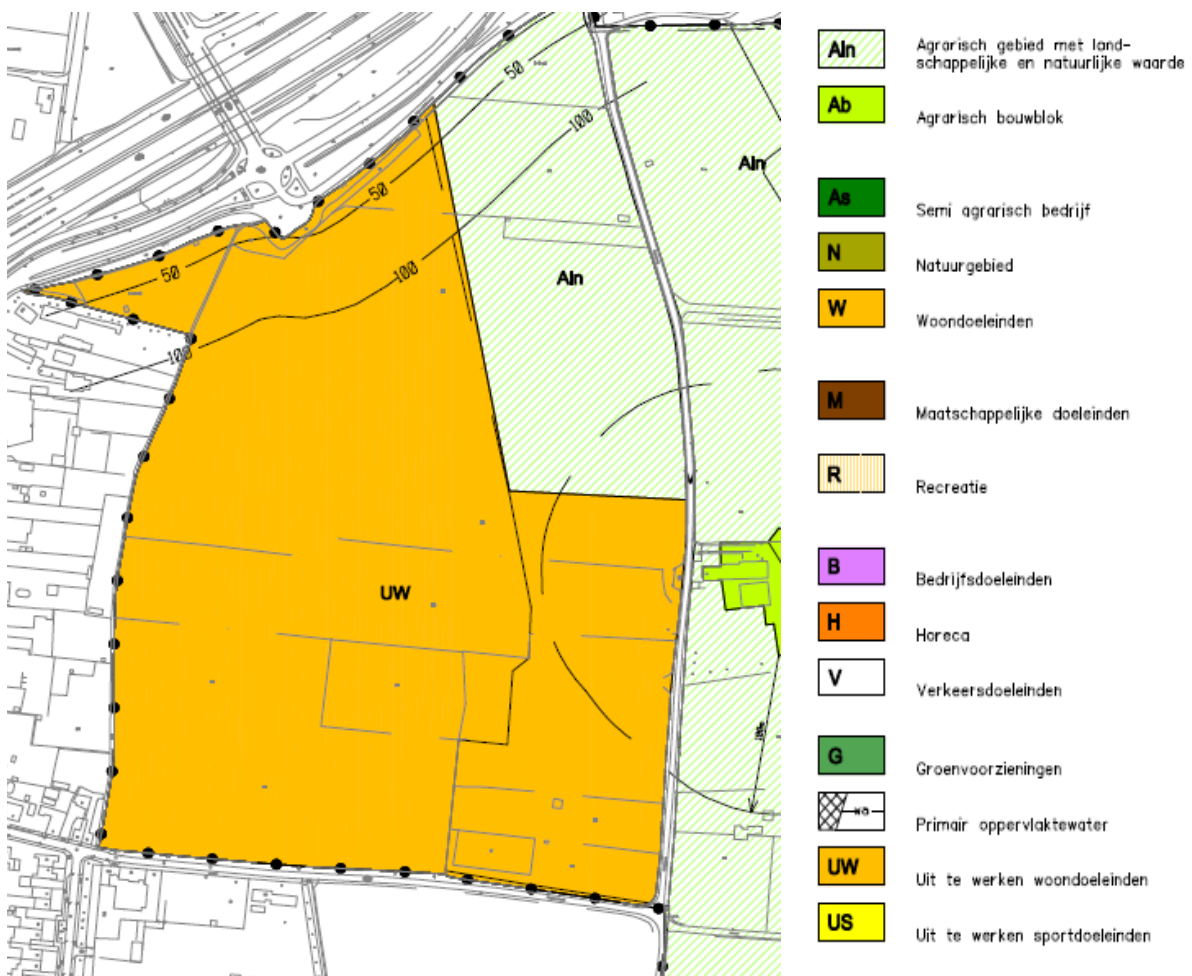 50
100
Aln
Aln
50
100
50
100
UW
Aln
Agrarisch gebied met land-
schappelijke en natuurlijke waarde
Ab
Agrarisch bouwblok
As
Semi agrarisch bedrijf
N
Natuurgebied
W
Woondoeleinden
M
Maatschappelijke doeleinden
R
Recreatie
B
Bedrijfsdoeleinden
H
Horeca
V
Verkeersdoeleinden
G
Groenvoorzieningen
Primair oppervlaktewater
UW
Uit te werken woondoeleinden
US
Uit te werken sportdoeleinden